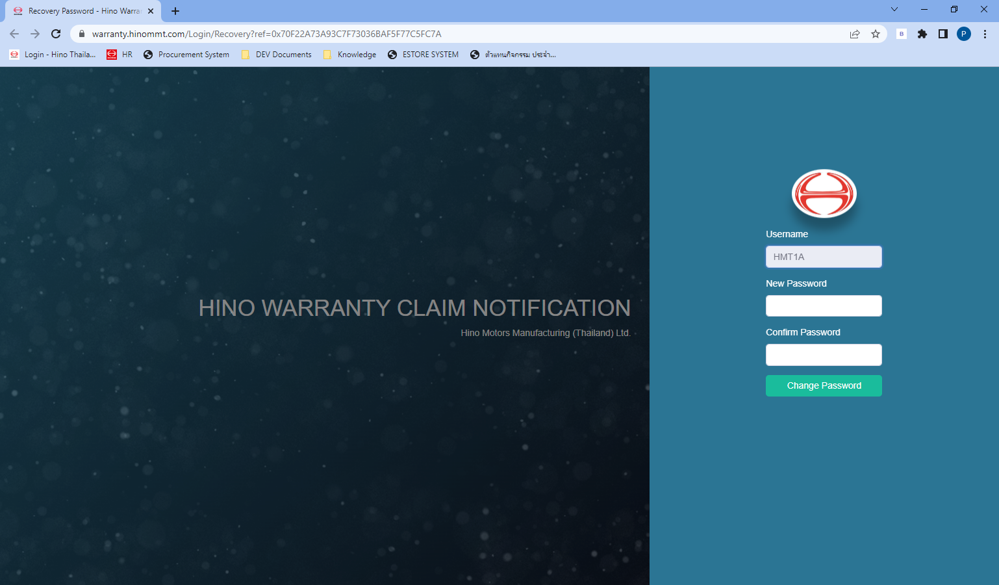 Recovery Password - Hino Warran
warranty.hinommt.com/Login/Recovery?ref=0x70F22A73A93C7F73036BAF5F77C5FC7A
B
P
Login - Hino Thaila...
HR
Procurement System
DEV Documents
Knowledge
ESTORE SYSTEM
ตัวแทนกิจกรรม ประจำ...
HINO WARRANTY CLAIM NOTIFICATION
Hino Motors Manufacturing (Thailand) Ltd.
Username
HMT1A
New Password
Confirm Password
Change Password